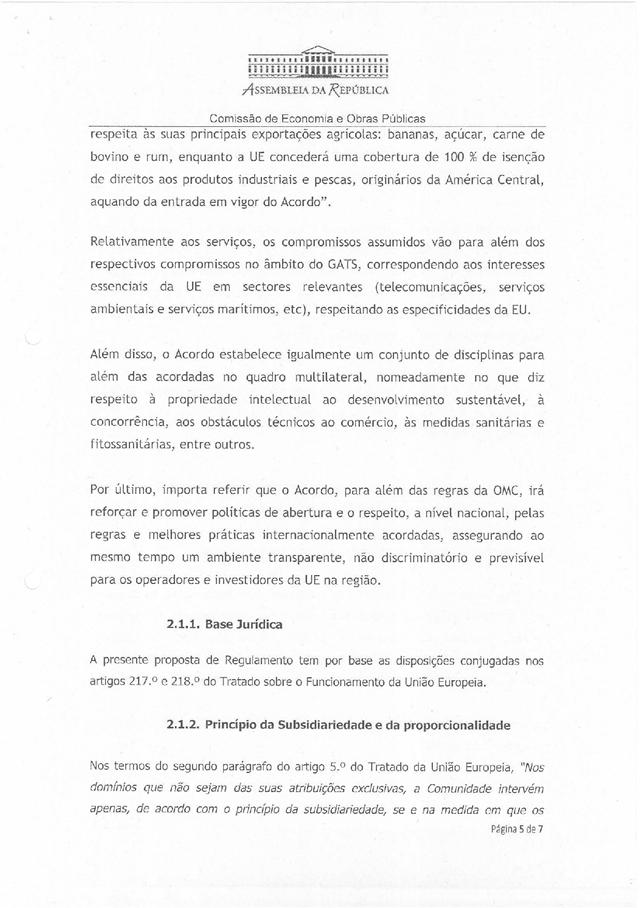 ASSEMBLEIA DA REPÚBLICA
Comissão de Economia e Obras Públicas
respeita às suas principais exportações agrícolas: bananas, açúcar, carne de
bovino e rum, enquanto a UE concederá uma cobertura de 100 % de isenção
de direitos aos produtos industriais e pescas, originários da América Central,
aquando da entrada em vigor do Acordo”.
Relativamente aos serviços, os compromissos assumidos vão para além dos
respectivos compromissos no âmbito do GATS, correspondendo aos interesses
essenciais da UE em sectores relevantes (telecomunicações, serviços
ambientais e serviços marítimos, etc), respeitando as especificidades da EU.
Além disso, o Acordo estabelece igualmente um conjunto de disciplinas para
além das acordadas no quadro multilateral, nomeadamente no que diz
respeito à propriedade intelectual ao desenvolvimento sustentável, à
concorrência, aos obstáculos técnicos ao comércio, às medidas sanitárias e
fitossanitárias, entre outros.
Por último, importa referir que o Acordo, para além das regras da OMC, irá
reforçar e promover políticas de abertura e o respeito, a nível nacional, pelas
regras e melhores práticas internacionalmente acordadas, assegurando ao
mesmo tempo um ambiente transparente, não discriminatório e previsível
para os operadores e investidores da UE na região.
2.1.1. Base Jurídica
A presente proposta de Regulamento tem por base as disposições conjugadas nos
artigos 217.º e 218.º do Tratado sobre o Funcionamento da União Europeia.
2.1.2. Princípio da Subsidiariedade e da proporcionalidade
Nos termos do segundo parágrafo do artigo 5.º do Tratado da União Europeia, "Nos
domínios que não sejam das suas atribuições exclusivas, a Comunidade intervém
apenas, de acordo com o princípio da subsidiariedade, se e na medida em que os
Página 5 de 7